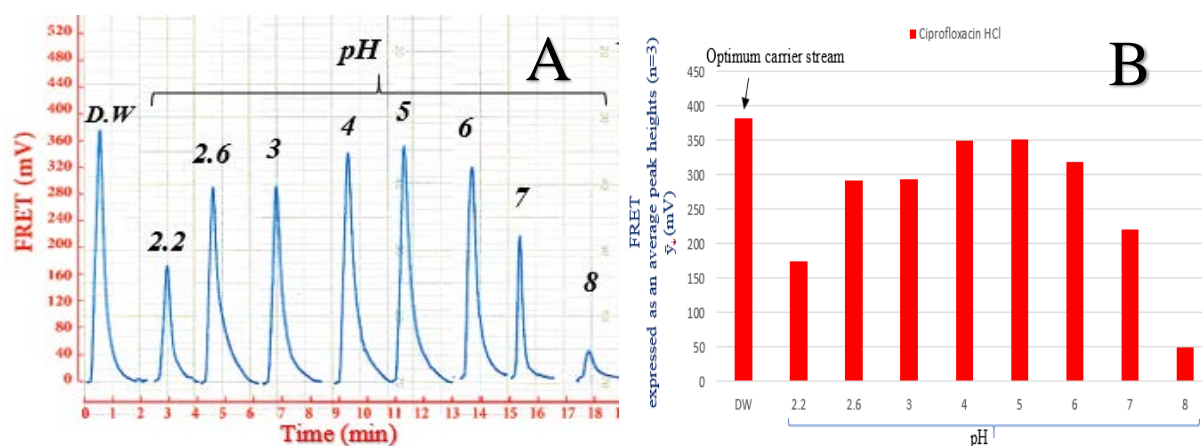 A
pH
D.W
2.2
2.6
3
4
5
6
7
8
520
480
440
400
360
320
280
240
200
160
120
80
40
0
FRET (mV)
0 1 2 3 4 5 6 7 8 9 10 11 12 13 14 15 16 17 18
Time (min)
Ciprofloxacin HCl
B
Optimum carrier stream
FRET
expressed as an average peak heights (n=3)
ȳᵢ (mV)
450
400
350
300
250
200
150
100
50
0
DW 2.2 2.6 3 4 5 6 7 8
pH